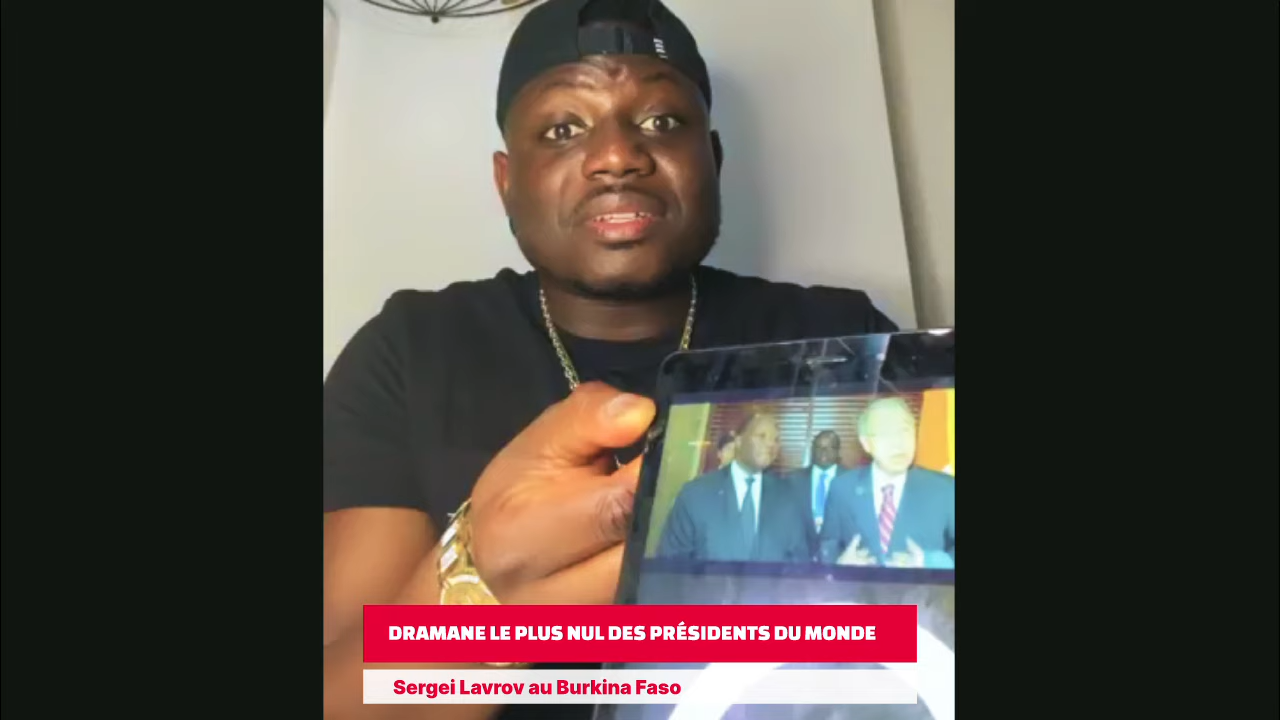 DRAMANE LE PLUS NUL DES PRÉSIDENTS DU MONDE
Sergei Lavrov au Burkina Faso